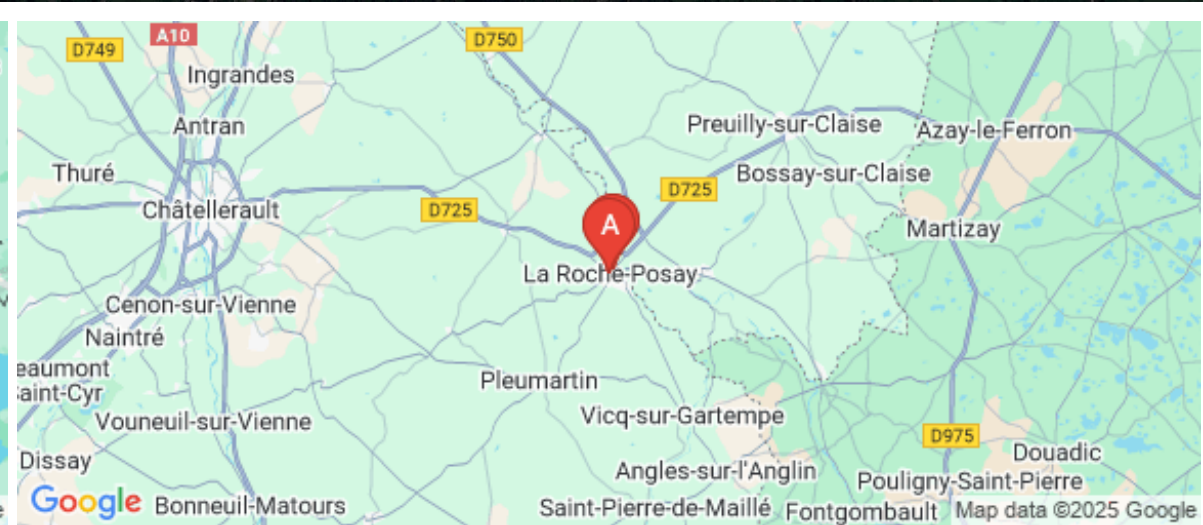 A10
D750
D749
Ingrandes
Antran
Preuilly-sur-Claise
Azay-le-Ferron
Thuré
Bossay-sur-Claise
D725
Châtellerault
D725
A
Martizay
La Roche-Posay
Cenon-sur-Vienne
Naintré
eaumont
Saint-Cyr
Pleumartin
Vouneuil-sur-Vienne
Vicq-sur-Gartempe
D975
Douadic
Dissay
Angles-sur-l'Anglin
Pouligny-Saint-Pierre
Google
Bonneuil-Matours
Saint-Pierre-de-Maillé
Fontgombault
Map data ©2025 Google